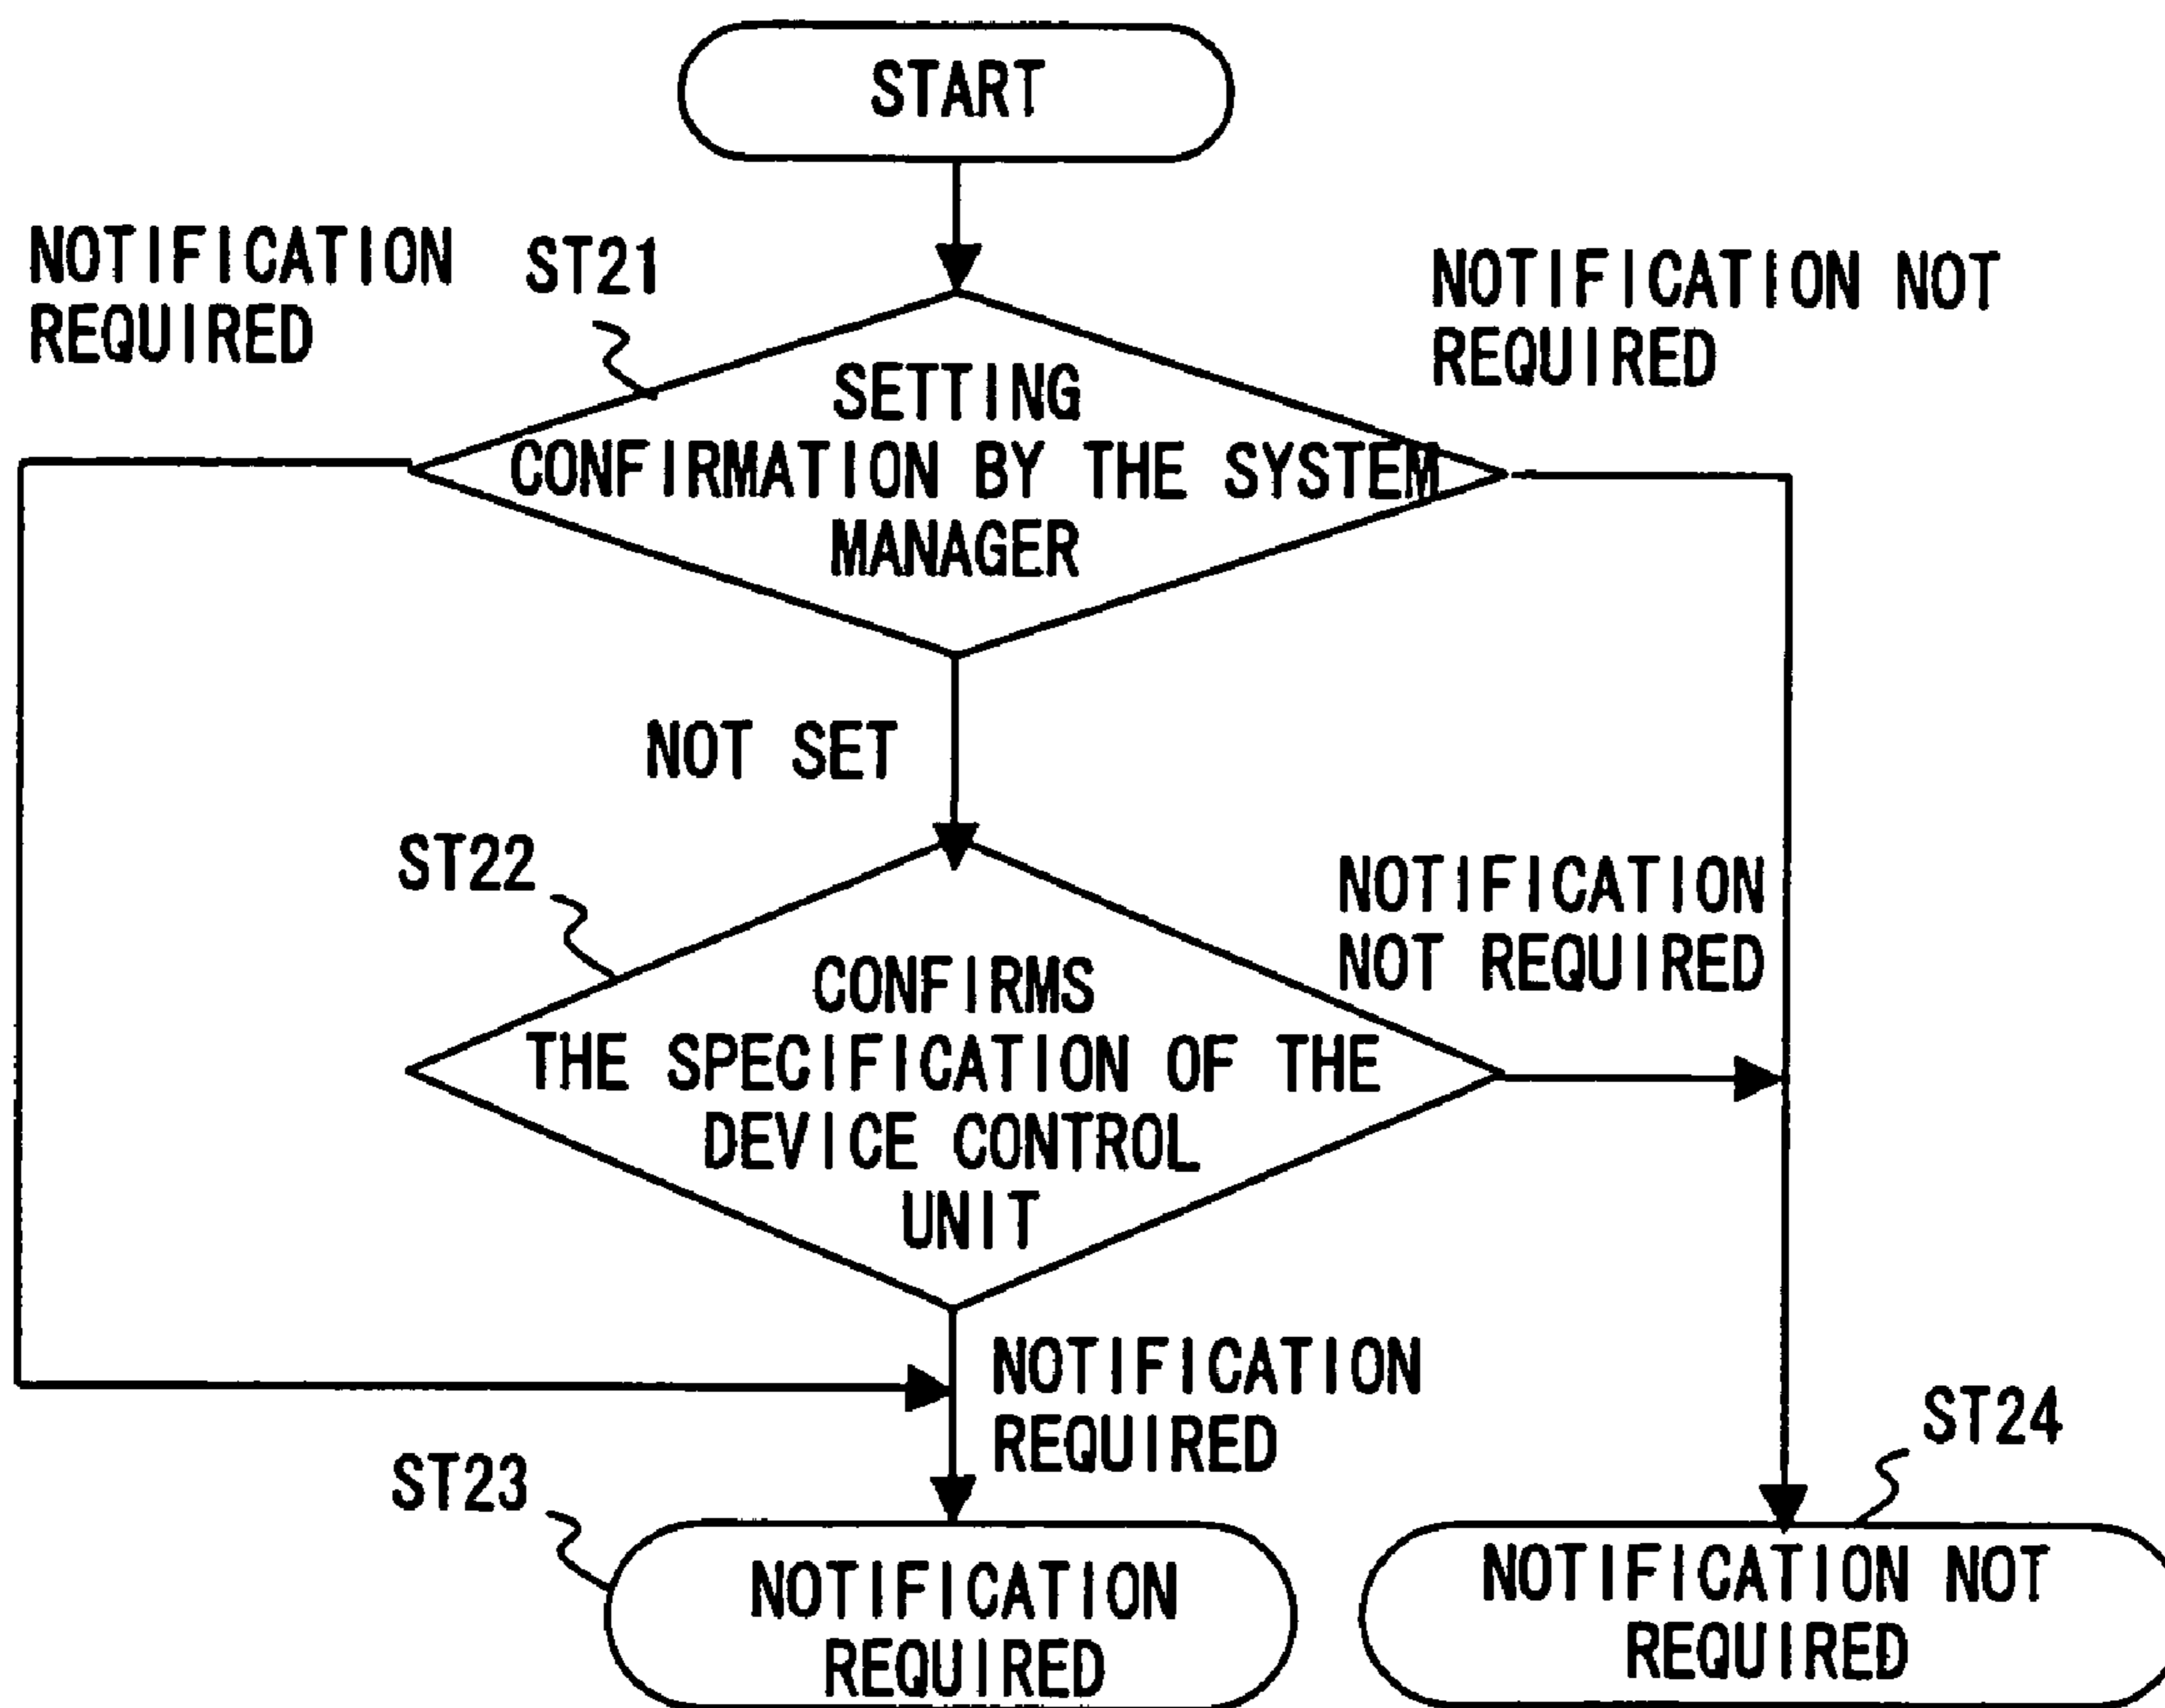 START
NOTIFICATION
REQUIRED
ST21
NOTIFICATION NOT
REQUIRED
SETTING
CONFIRMATION BY THE SYSTEM
MANAGER
NOT SET
ST22
NOTIFICATION
NOT REQUIRED
CONFIRMS
THE SPECIFICATION OF THE
DEVICE CONTROL
UNIT
NOTIFICATION
REQUIRED
ST23
ST24
NOTIFICATION
REQUIRED
NOTIFICATION NOT
REQUIRED